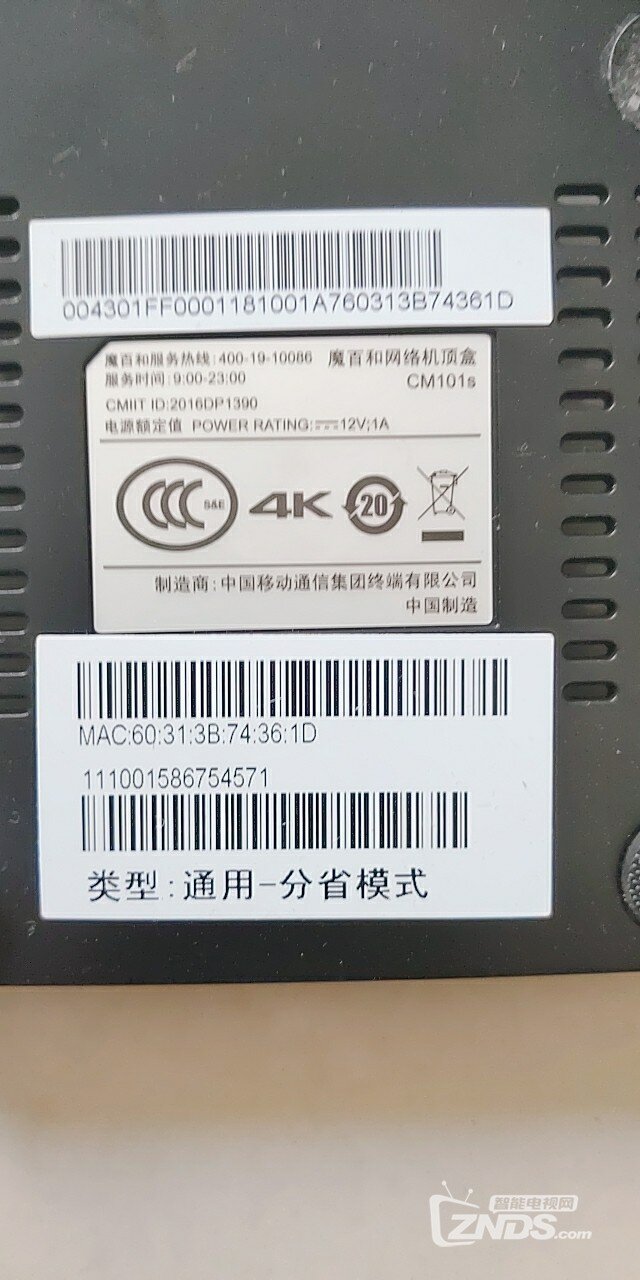 004301FF0001181001A760313B74361D
魔百和服务热线:400-19-10086 魔百和网络机顶盒
服务时间:9:00-23:00 CM101s
CMIIT ID:2016DP1390
电源额定值 POWER RATING:⎓12V;1A
CCC S&E 4K 20
制造商:中国移动通信集团终端有限公司
中国制造
MAC:60:31:3B:74:36:1D
111001586754571
类型:通用-分省模式
智能电视网
ZNDS.com